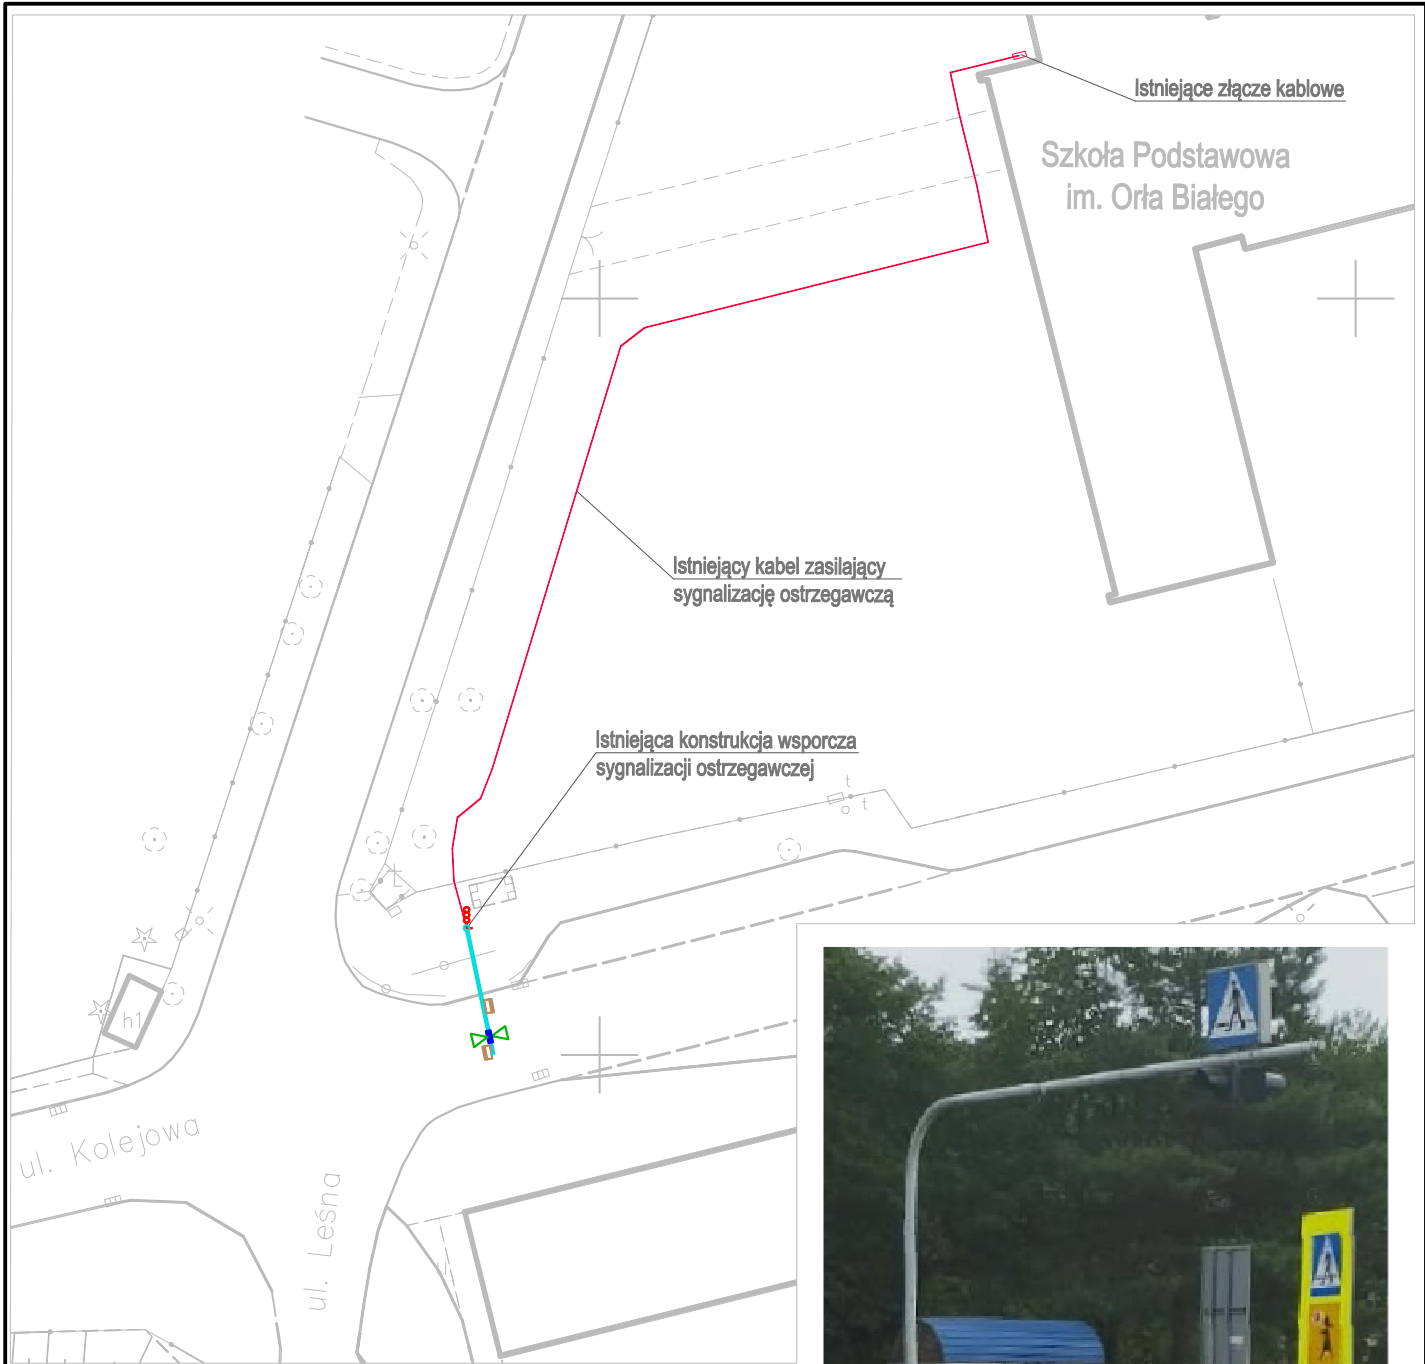 Istniejące złącze kablowe
Szkoła Podstawowa
im. Orła Białego
Istniejący kabel zasilający
sygnalizację ostrzegawczą
Istniejąca konstrukcja wsporcza
sygnalizacji ostrzegawczej
t
t
h1
ul. Kolejowa
ul. Leśna